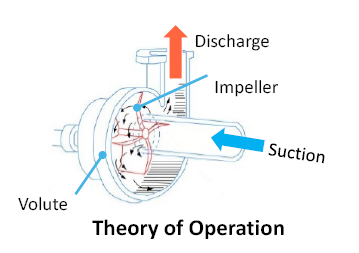 Discharge
Impeller
Suction
Volute
Theory of Operation